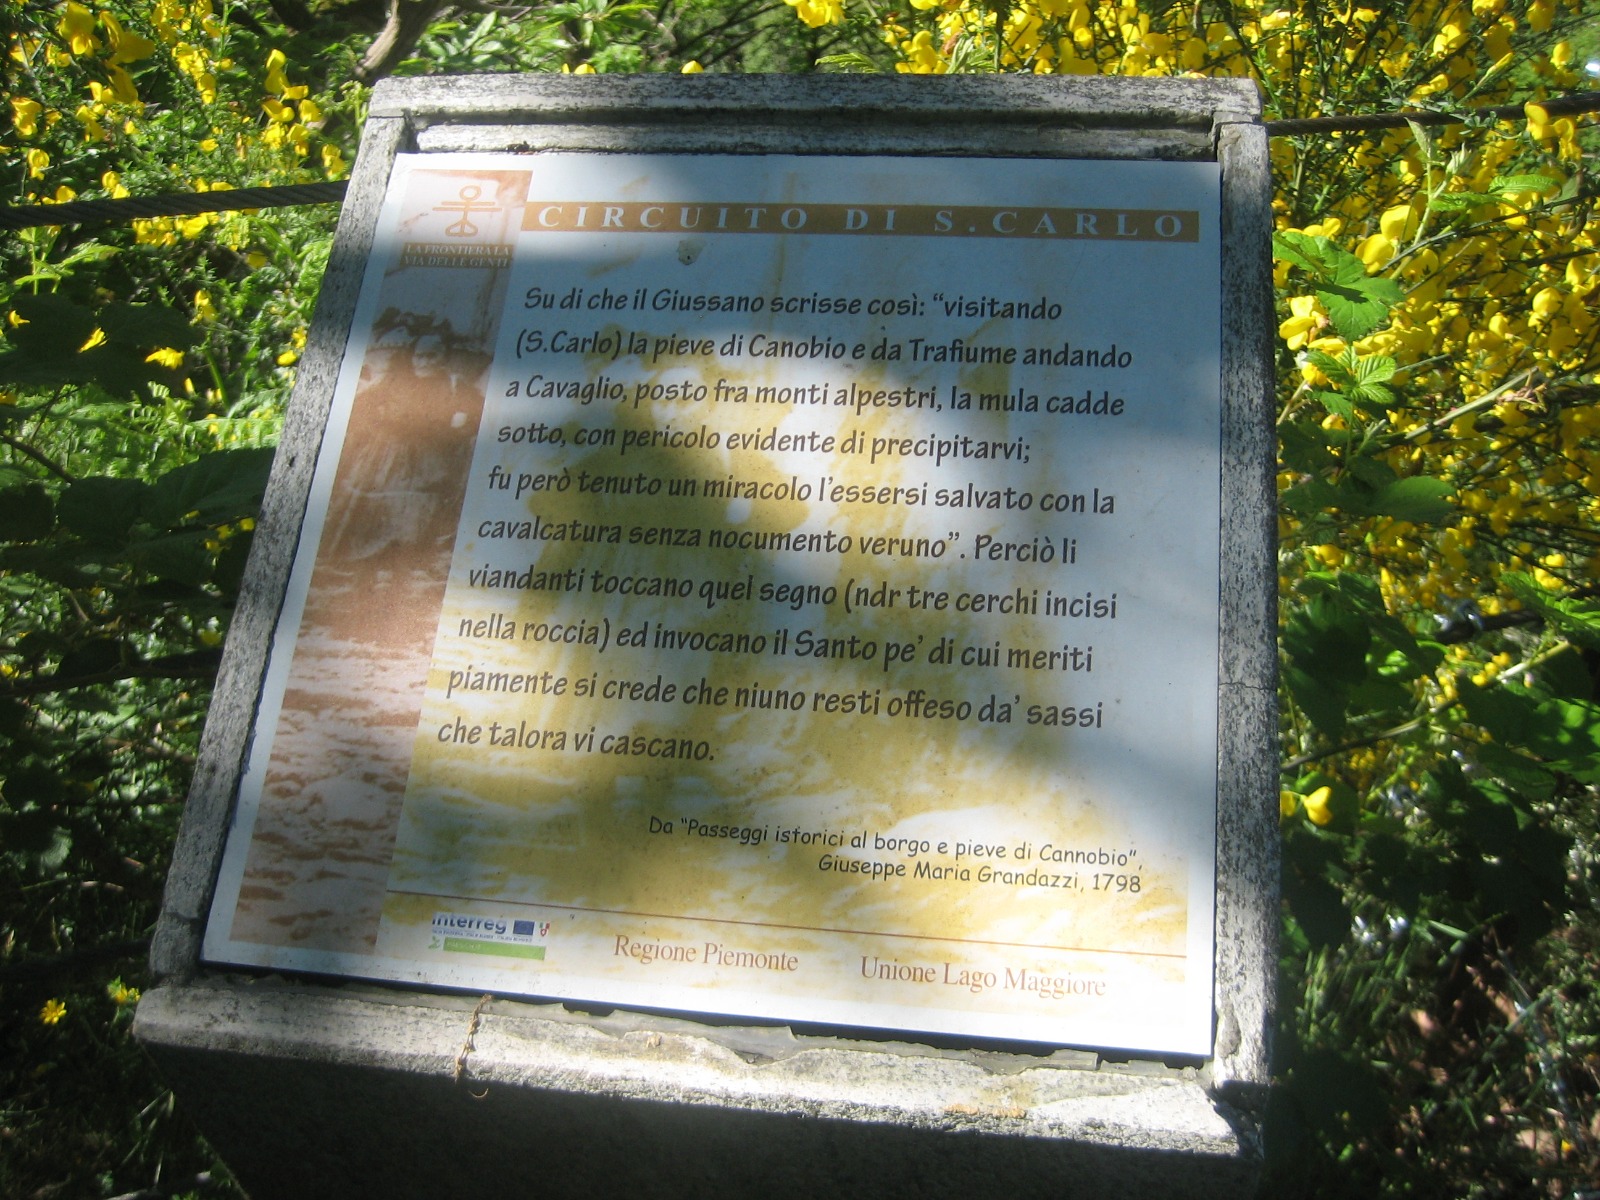 CIRCUITO DI S.CARLO
LA FRONTIERA LA
VIA DELLE GENTI
Su di che il Giussano scrisse così: “visitando
(S.Carlo) la pieve di Canobio e da Trafiume andando
a Cavaglio, posto fra monti alpestri, la mula cadde
sotto, con pericolo evidente di precipitarvi;
fu però tenuto un miracolo l’essersi salvato con la
cavalcatura senza nocumento veruno”. Perciò li
viandanti toccano quel segno (ndr tre cerchi incisi
nella roccia) ed invocano il Santo pe’ di cui meriti
piamente si crede che niuno resti offeso da’ sassi
che talora vi cascano.
Da “Passeggi istorici al borgo e pieve di Cannobio”,
Giuseppe Maria Grandazzi, 1798
Interreg
Regione Piemonte
Unione Lago Maggiore